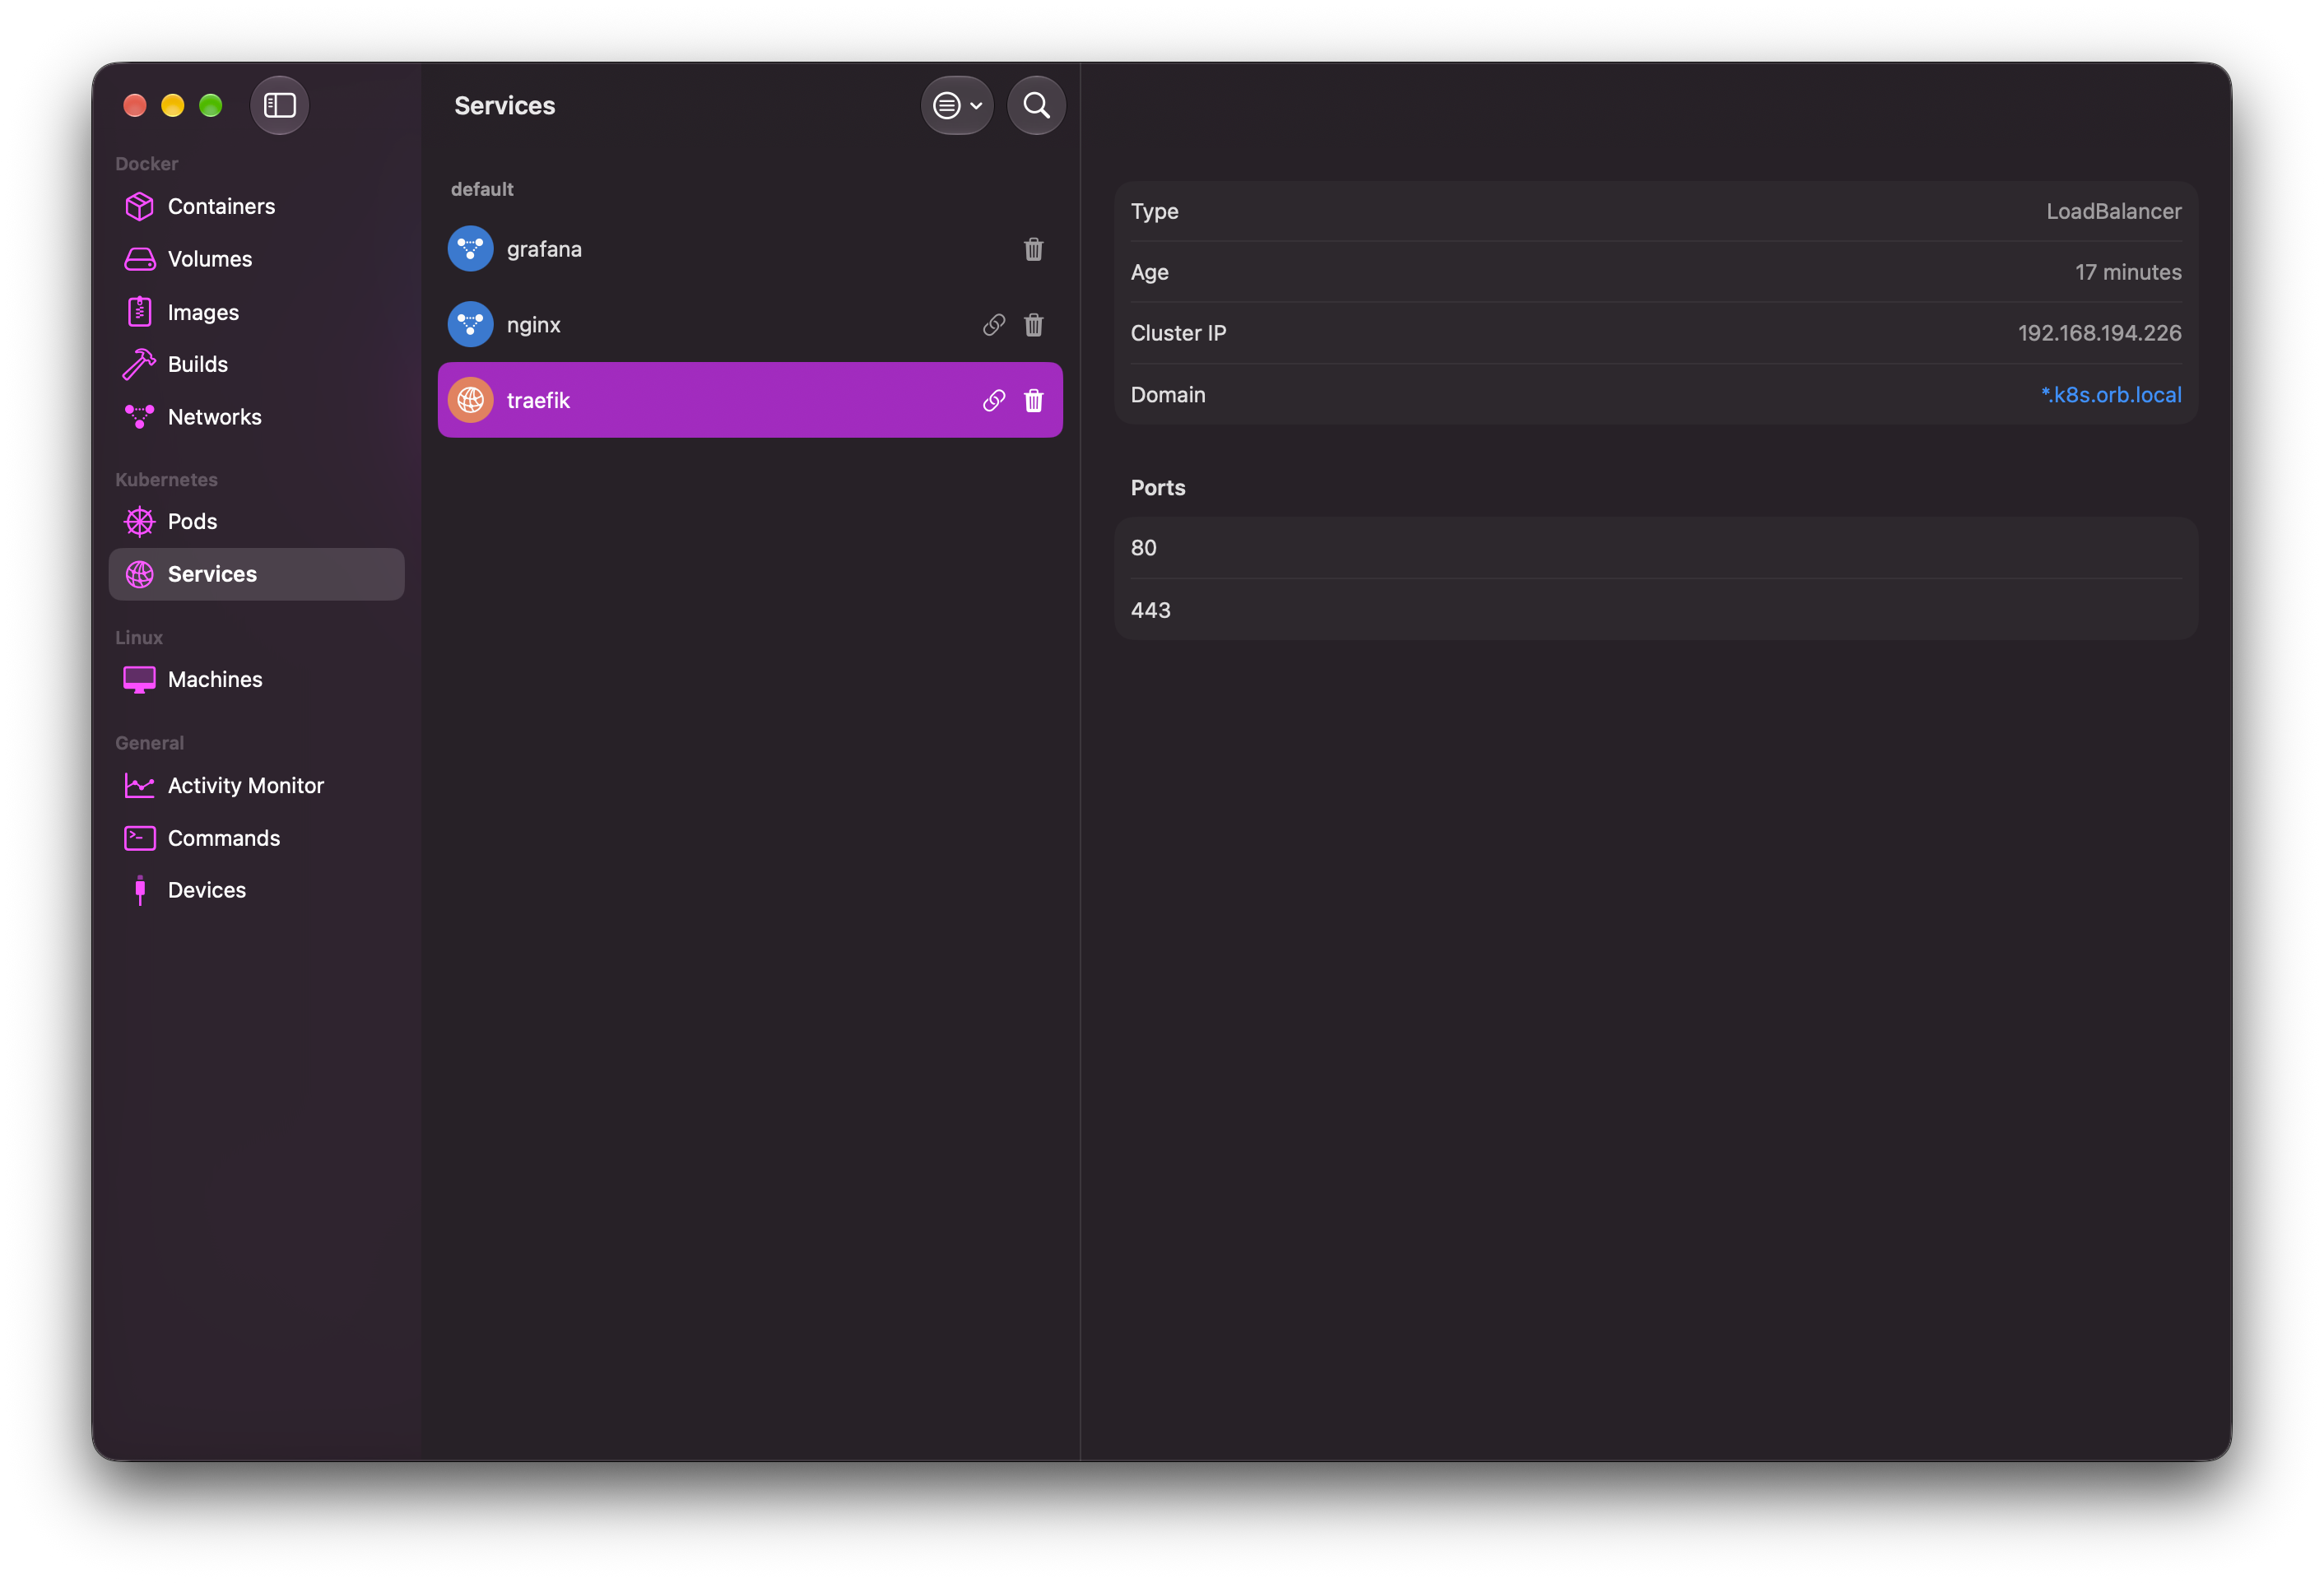 Docker
Containers
Volumes
Images
Builds
Networks
Kubernetes
Pods
Services
Linux
Machines
General
Activity Monitor
Commands
Devices
Services
default
grafana
nginx
traefik
Type LoadBalancer
Age 17 minutes
Cluster IP 192.168.194.226
Domain *.k8s.orb.local
Ports
80
443